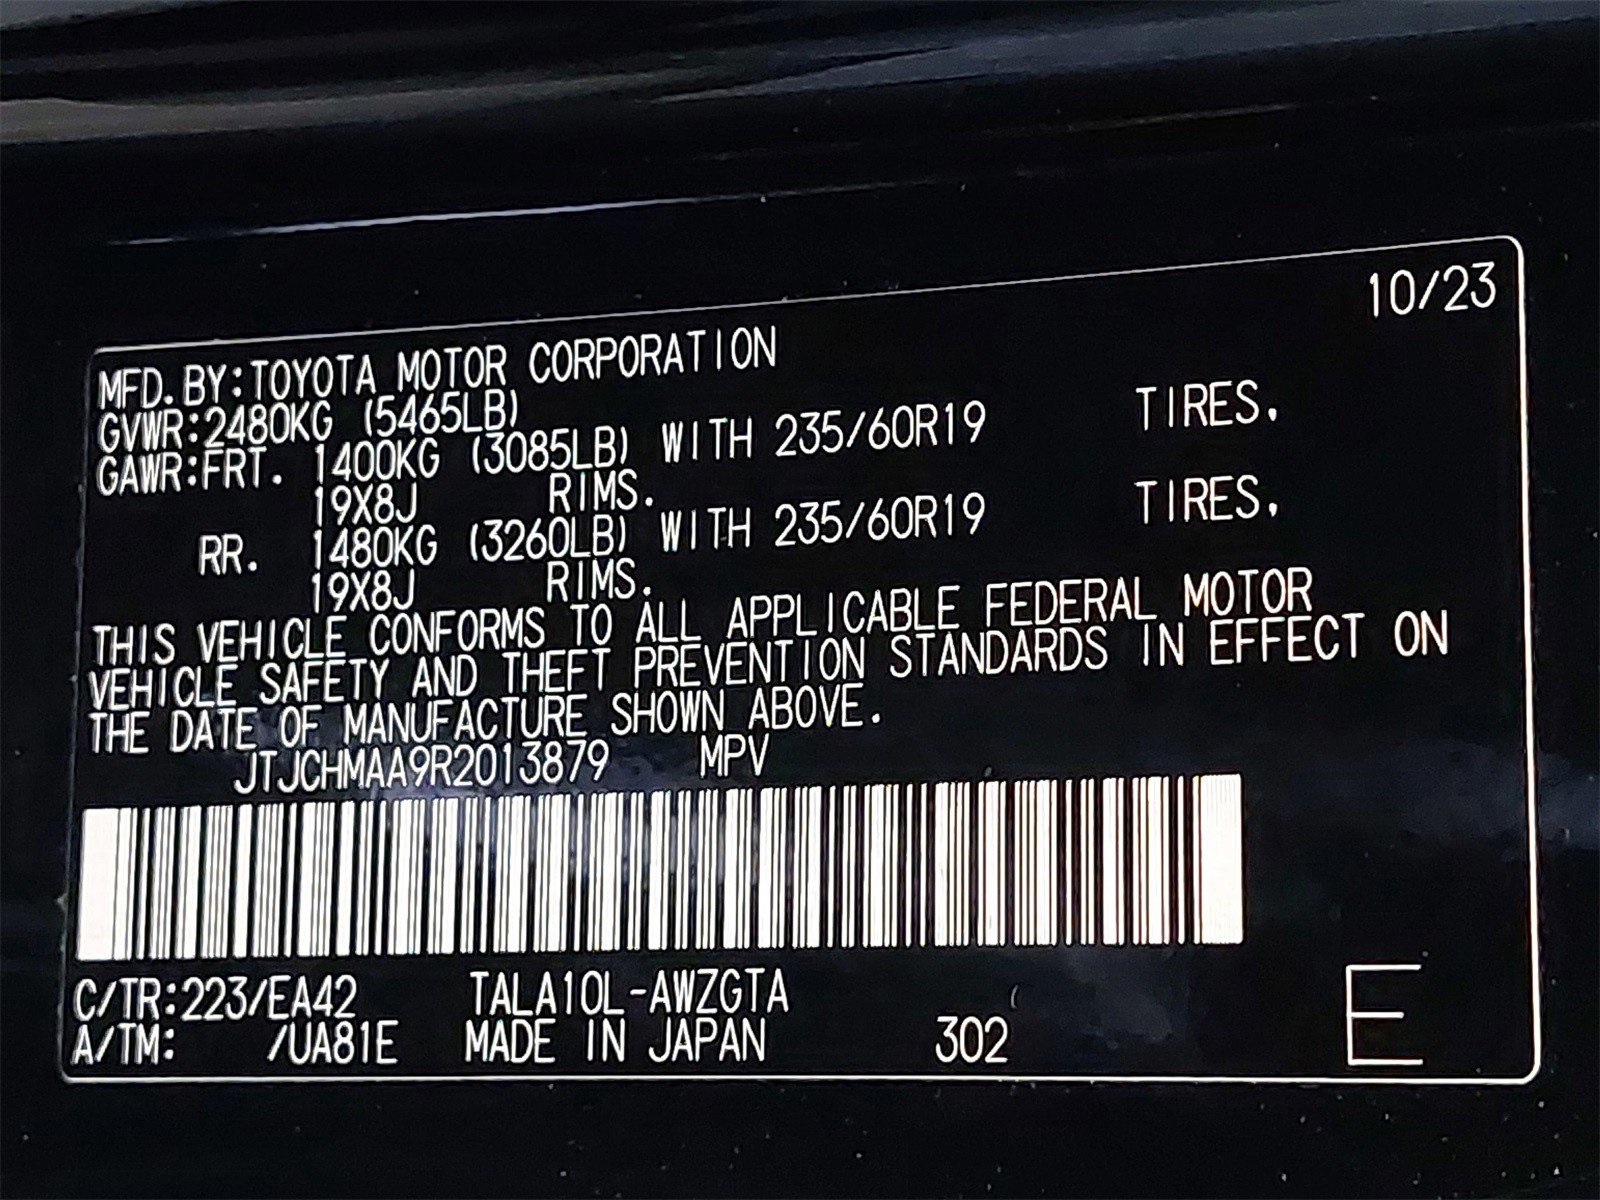 10/23
MFD. BY:TOYOTA MOTOR CORPORATION
GVWR:2480KG (5465LB)
GAWR:FRT. 1400KG (3085LB) WITH 235/60R19 TIRES,
19X8J RIMS.
RR. 1480KG (3260LB) WITH 235/60R19 TIRES,
19X8J RIMS.
THIS VEHICLE CONFORMS TO ALL APPLICABLE FEDERAL MOTOR
VEHICLE SAFETY AND THEFT PREVENTION STANDARDS IN EFFECT ON
THE DATE OF MANUFACTURE SHOWN ABOVE.
JTJCHMAA9R2013879 MPV
C/TR:223/EA42 TALA10L-AWZGTA
A/TM: /UA81E MADE IN JAPAN 302 E